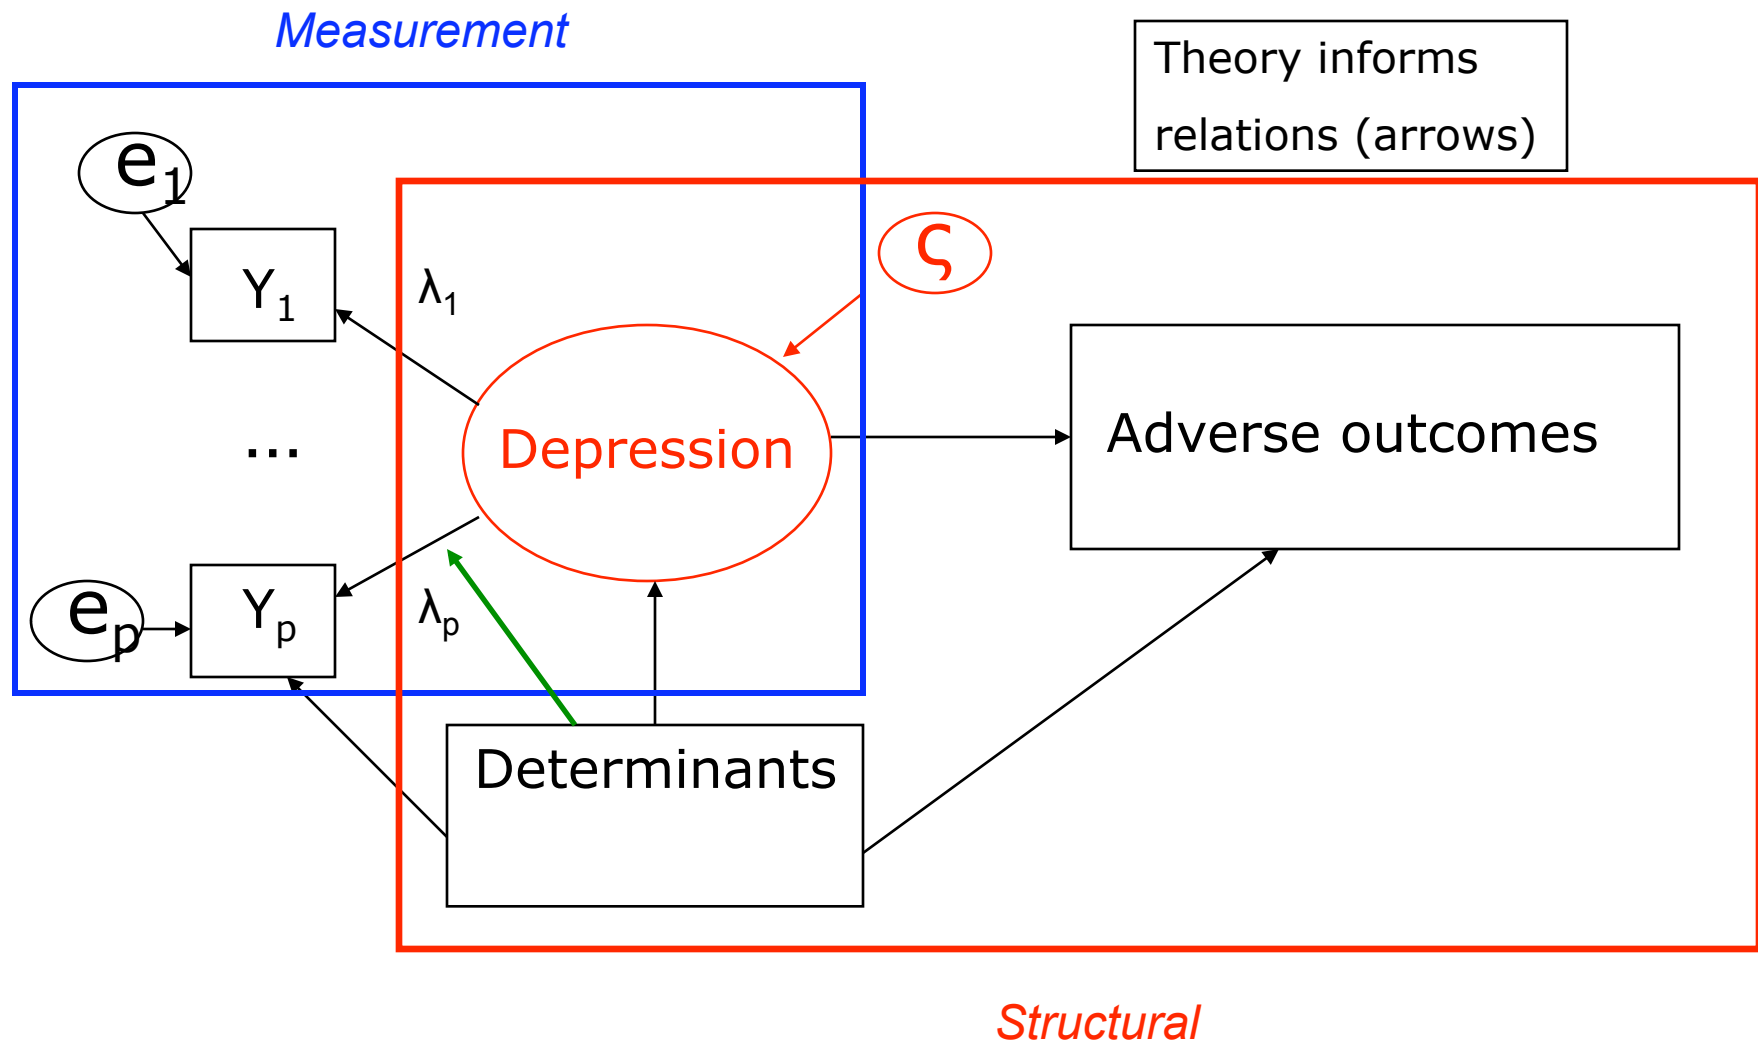 Measurement
Theory informs
relations (arrows)
e1
ς
Y1
λ1
Depression
Adverse outcomes
...
ep
Yp
λp
Determinants
Structural